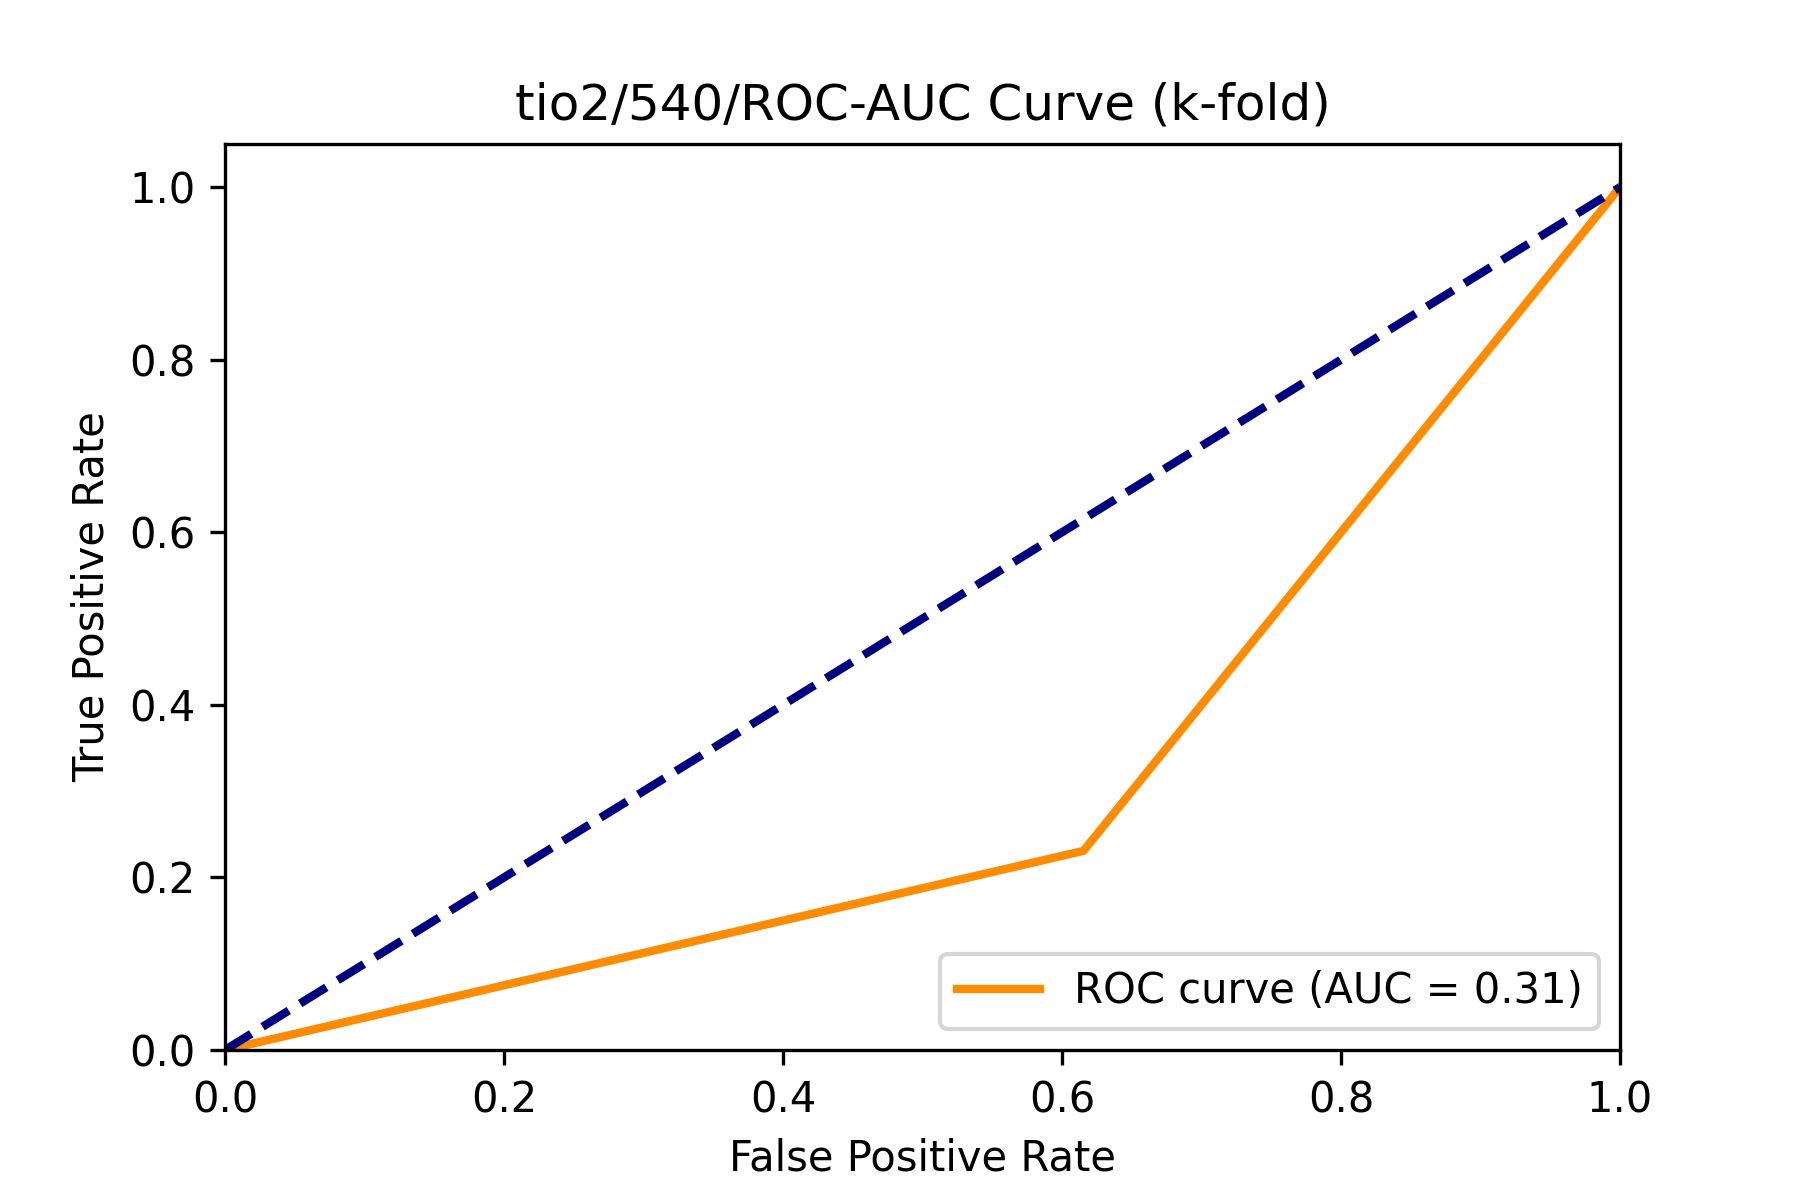 tio2/540/ROC-AUC Curve (k-fold)
1.0
0.8
0.6
0.4
0.2
0.0
True Positive Rate
ROC curve (AUC = 0.31)
0.0 0.2 0.4 0.6 0.8 1.0
False Positive Rate